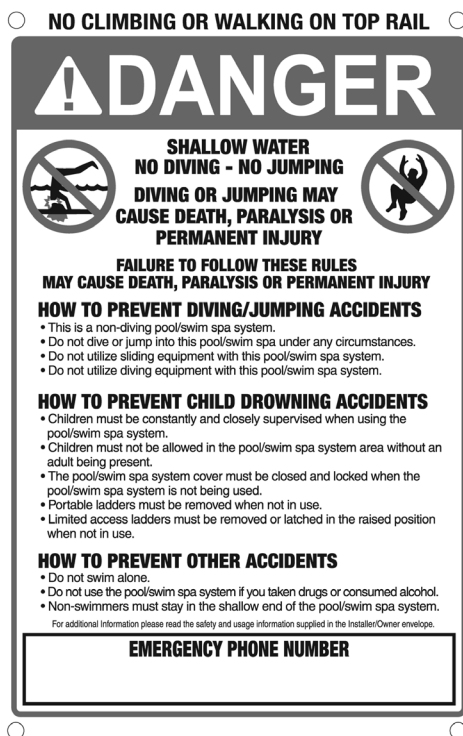 NO CLIMBING OR WALKING ON TOP RAIL
DANGER
SHALLOW WATER
NO DIVING - NO JUMPING
DIVING OR JUMPING MAY
CAUSE DEATH, PARALYSIS OR
PERMANENT INJURY
FAILURE TO FOLLOW THESE RULES
MAY CAUSE DEATH, PARALYSIS OR PERMANENT INJURY
HOW TO PREVENT DIVING/JUMPING ACCIDENTS
• This is a non-diving pool/swim spa system.
• Do not dive or jump into this pool/swim spa under any circumstances.
• Do not utilize sliding equipment with this pool/swim spa system.
• Do not utilize diving equipment with this pool/swim spa system.
HOW TO PREVENT CHILD DROWNING ACCIDENTS
• Children must be constantly and closely supervised when using the
pool/swim spa system.
• Children must not be allowed in the pool/swim spa system area without an
adult being present.
• The pool/swim spa system cover must be closed and locked when the
pool/swim spa system is not being used.
• Portable ladders must be removed when not in use.
• Limited access ladders must be removed or latched in the raised position
when not in use.
HOW TO PREVENT OTHER ACCIDENTS
• Do not swim alone.
• Do not use the pool/swim spa system if you taken drugs or consumed alcohol.
• Non-swimmers must stay in the shallow end of the pool/swim spa system.
For additional Information please read the safety and usage information supplied in the Installer/Owner envelope.
EMERGENCY PHONE NUMBER